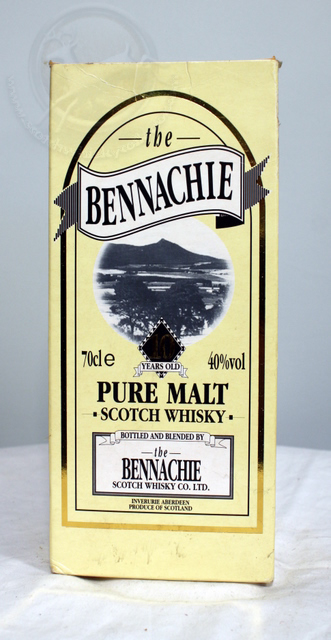 the
BENNACHIE
10
YEARS OLD
70cl e 40%vol
PURE MALT
SCOTCH WHISKY
BOTTLED AND BLENDED BY
the
BENNACHIE
SCOTCH WHISKY CO. LTD.
INVERURIE ABERDEEN
PRODUCE OF SCOTLAND